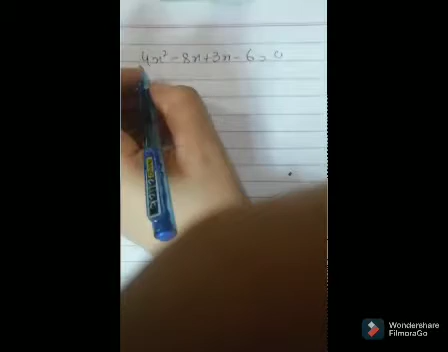 4x² - 8x + 3x - 6 = 0
Wondershare
FilmoraGo